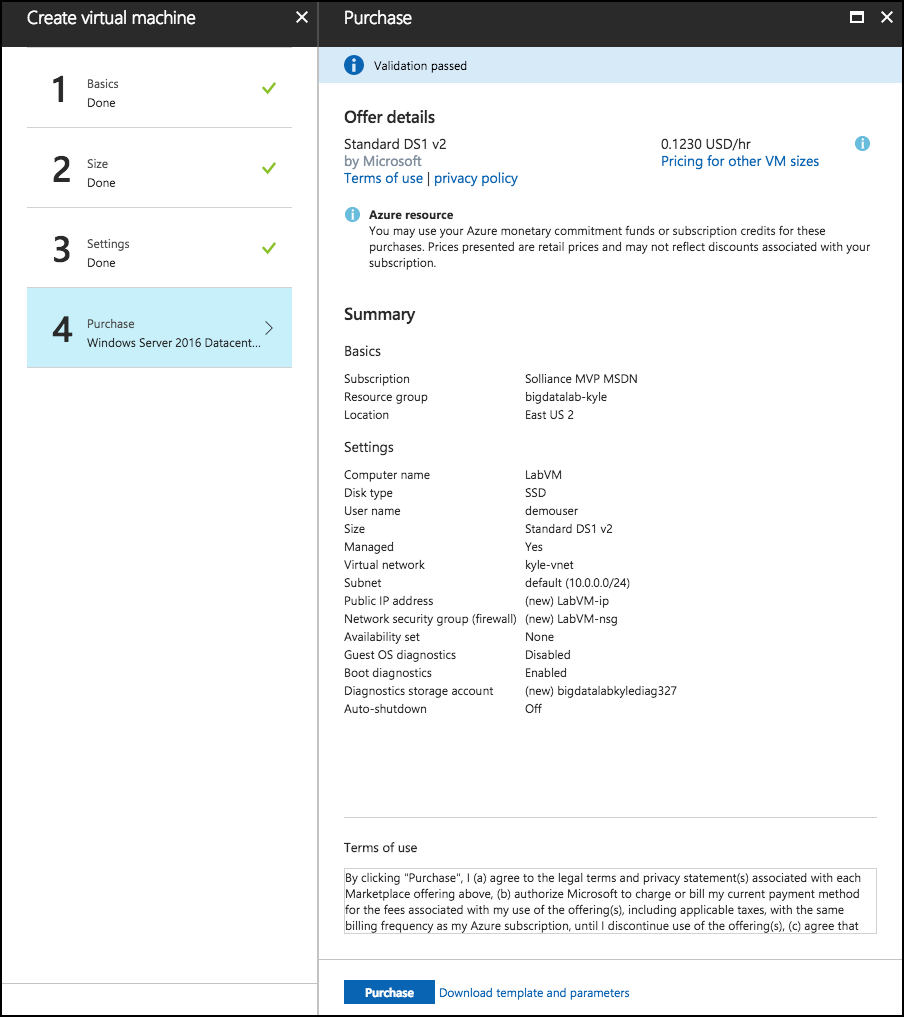 Create virtual machine
1
Basics
Done
2
Size
Done
3
Settings
Done
4
Purchase
Windows Server 2016 Datacent...
Purchase
Validation passed
Offer details
Standard DS1 v2 0.1230 USD/hr
by Microsoft Pricing for other VM sizes
Terms of use | privacy policy
Azure resource
You may use your Azure monetary commitment funds or subscription credits for these
purchases. Prices presented are retail prices and may not reflect discounts associated with your
subscription.
Summary
Basics
Subscription Solliance MVP MSDN
Resource group bigdatalab-kyle
Location East US 2
Settings
Computer name LabVM
Disk type SSD
User name demouser
Size Standard DS1 v2
Managed Yes
Virtual network kyle-vnet
Subnet default (10.0.0.0/24)
Public IP address (new) LabVM-ip
Network security group (firewall) (new) LabVM-nsg
Availability set None
Guest OS diagnostics Disabled
Boot diagnostics Enabled
Diagnostics storage account (new) bigdatalabkylediag327
Auto-shutdown Off
Terms of use
By clicking "Purchase", I (a) agree to the legal terms and privacy statement(s) associated with each
Marketplace offering above, (b) authorize Microsoft to charge or bill my current payment method
for the fees associated with my use of the offering(s), including applicable taxes, with the same
billing frequency as my Azure subscription, until I discontinue use of the offering(s), (c) agree that
Purchase Download template and parameters